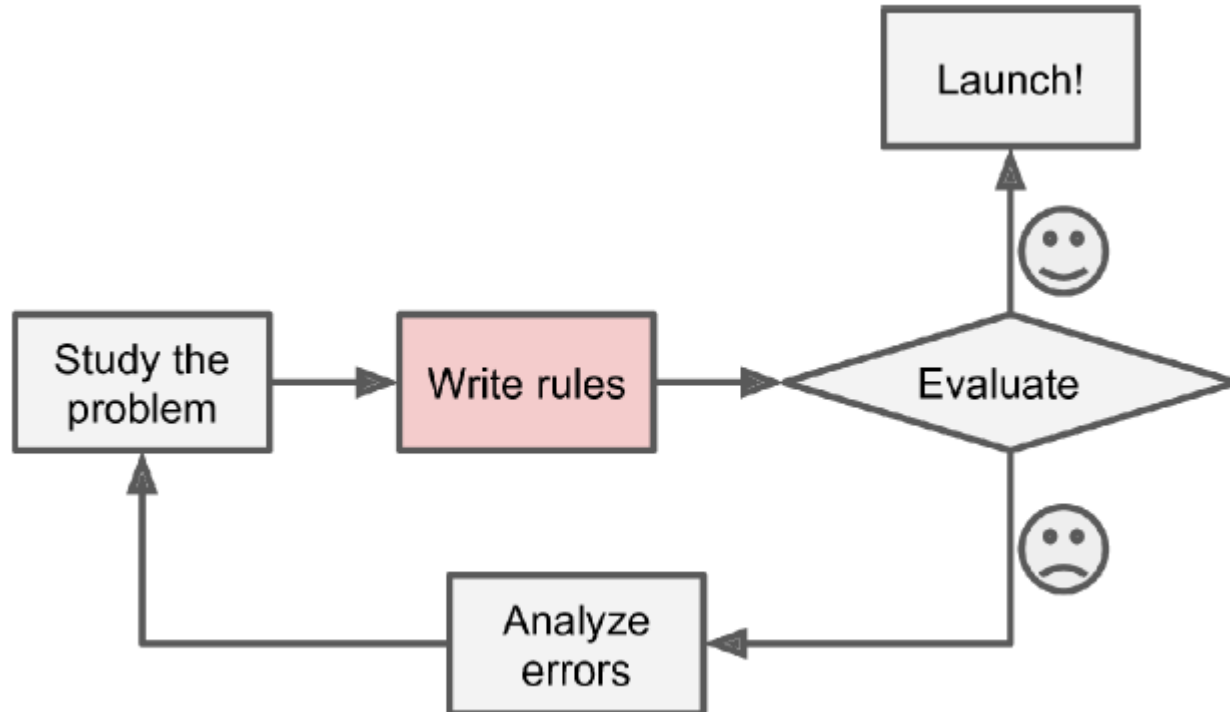 Launch!
Study the
problem
Write rules
Evaluate
Analyze
errors